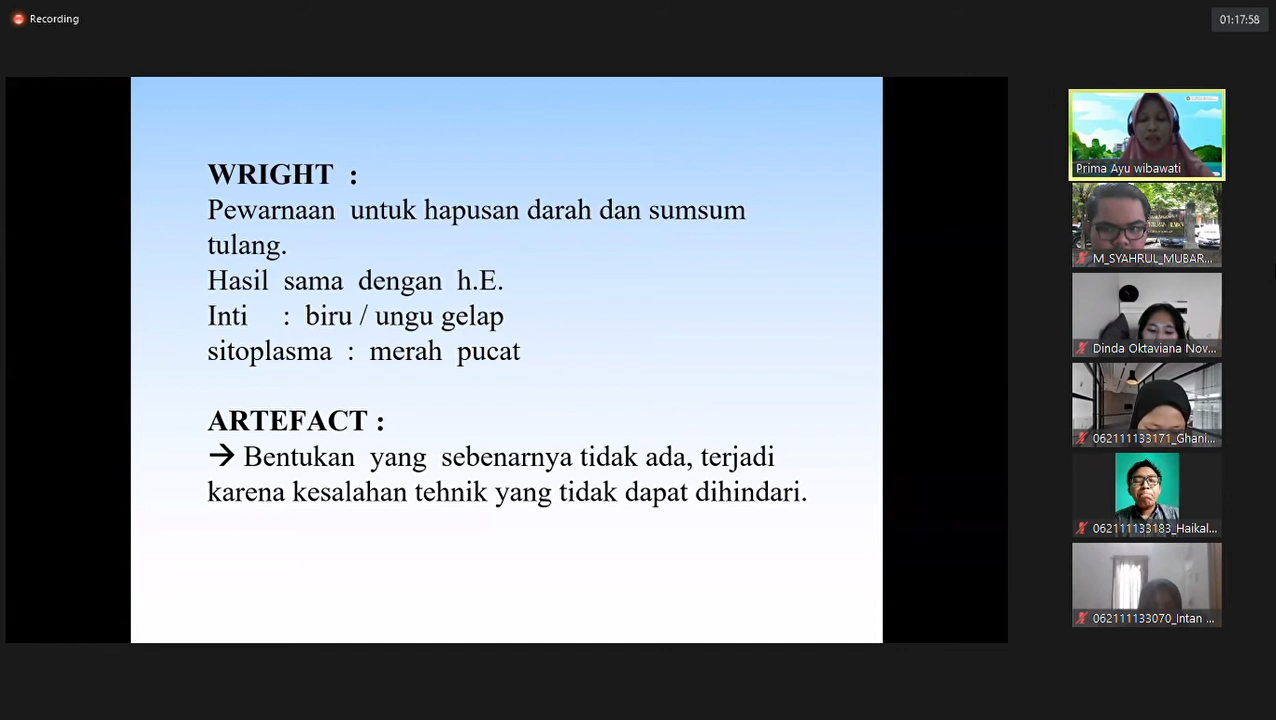 Recording
01:17:58
WRIGHT :
Pewarnaan untuk hapusan darah dan sumsum
tulang.
Hasil sama dengan h.E.
Inti : biru / ungu gelap
sitoplasma : merah pucat
ARTEFACT :
→ Bentukan yang sebenarnya tidak ada, terjadi
karena kesalahan tehnik yang tidak dapat dihindari.
Prima Ayu wibawati
M_SYAHRUL_MUBAR...
Dinda Oktaviana Nov...
062111133171_Ghani...
062111133183_Haikal...
062111133070_Intan ...